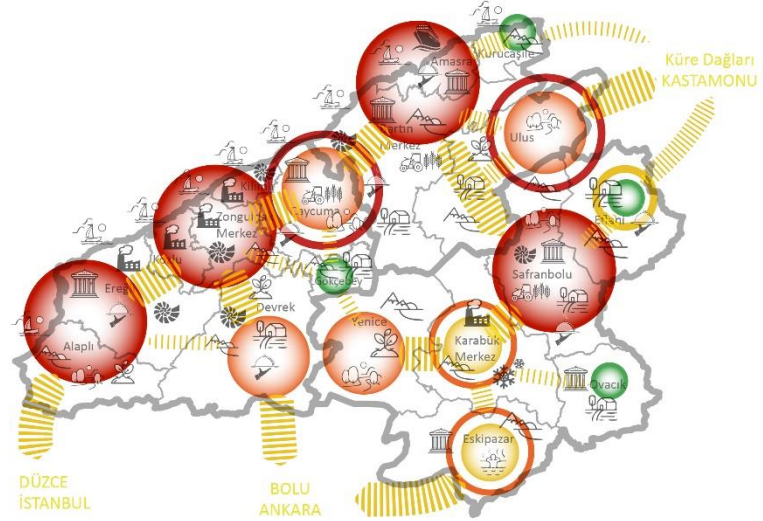 Kurucaşile
Amasra
Küre Dağları
KASTAMONU
Bartın
Merkez
Ulus
Kilimli
Çaycuma
Zonguldak
Merkez
Eflani
Kozlu
Safranbolu
Gökçebey
Ereğli
Devrek
Yenice
Alaplı
Karabük
Merkez
Ovacık
Eskipazar
DÜZCE
İSTANBUL
BOLU
ANKARA